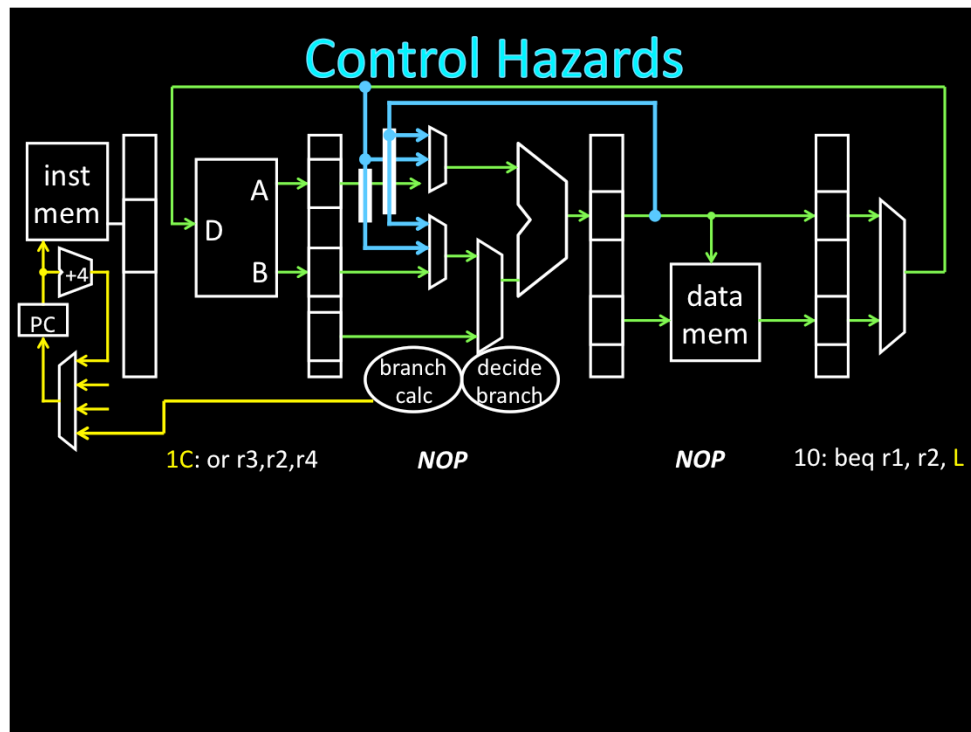 Control Hazards
inst
mem
A
D
B
+4
PC
data
mem
branch
calc
decide
branch
1C: or r3,r2,r4
NOP
NOP
10: beq r1, r2, L